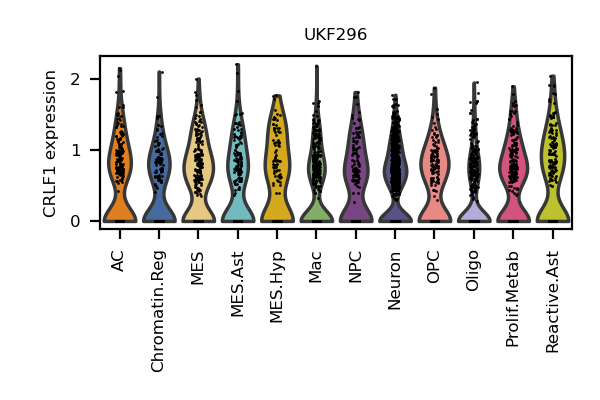 UKF296
CRLF1 expression
2
1
0
AC
Chromatin.Reg
MES
MES.Ast
MES.Hyp
Mac
NPC
Neuron
OPC
Oligo
Prolif.Metab
Reactive.Ast